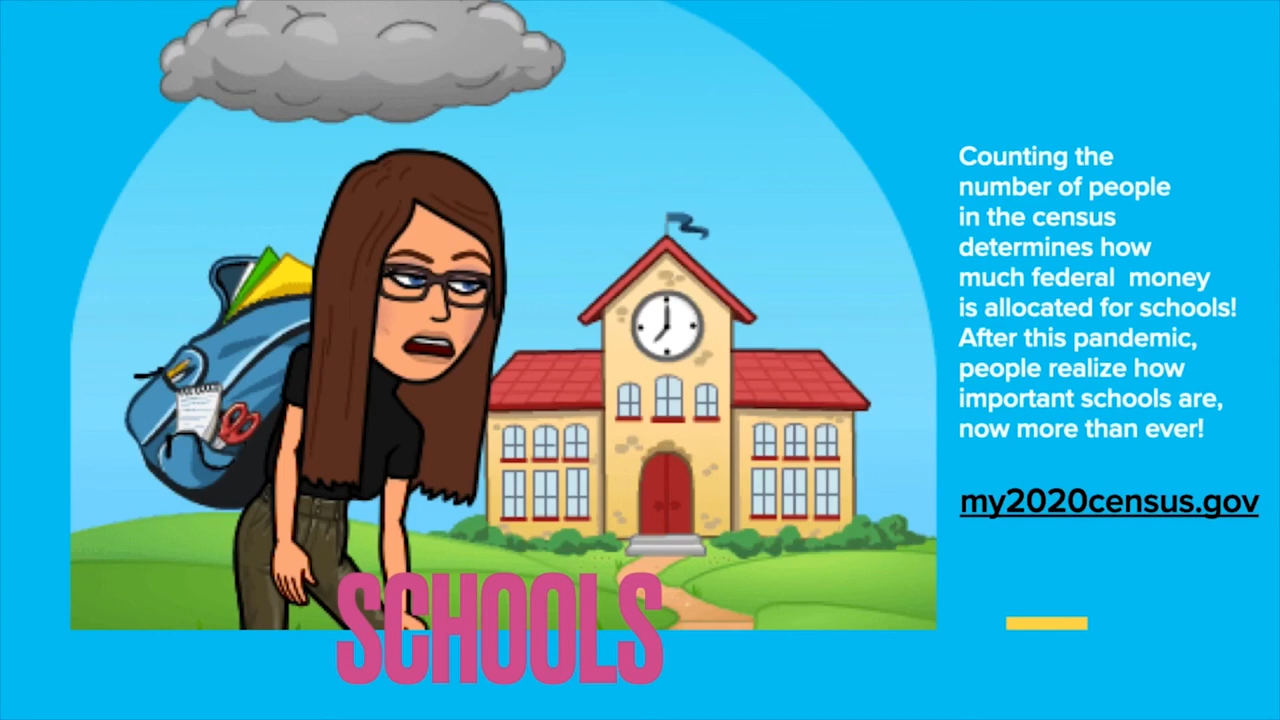 Counting the
number of people
in the census
determines how
much federal  money
is allocated for schools!
After this pandemic,
people realize how
important schools are,
now more than ever!
my2020census.gov
SCHOOLS